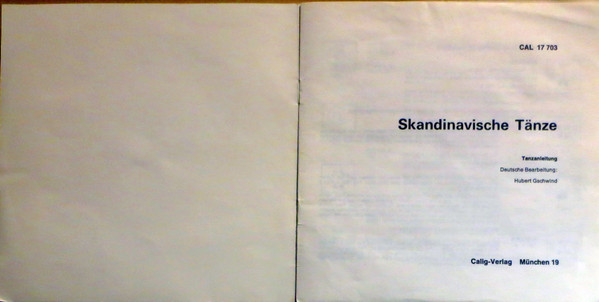 CAL 17 703
Skandinavische Tänze
Tanzanleitung
Deutsche Bearbeitung:
Hubert Gschwind
Calig-Verlag München 19